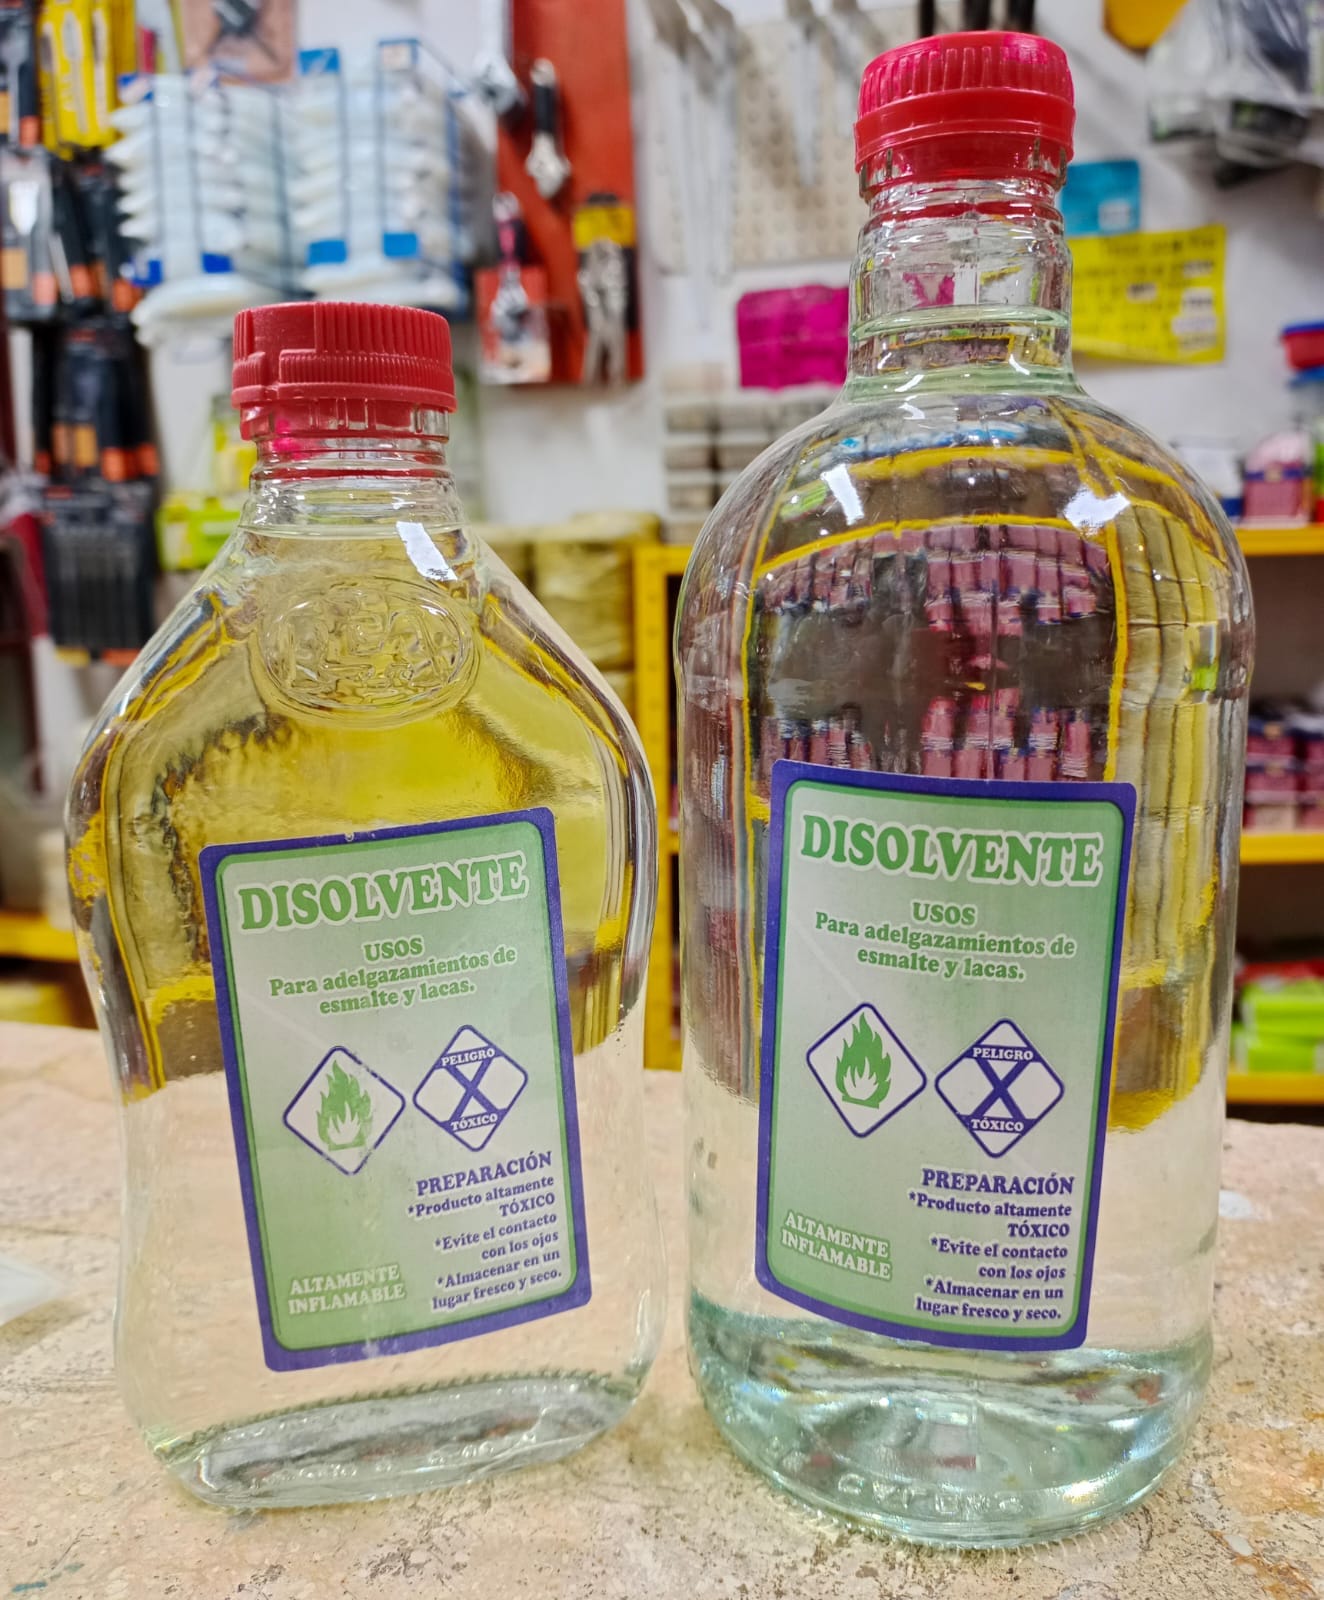 DISOLVENTE
USOS
Para adelgazamientos de
esmalte y lacas.
PELIGRO
TÓXICO
PREPARACIÓN
*Producto altamente
TÓXICO
*Evite el contacto
con los ojos
*Almacenar en un
lugar fresco y seco.
ALTAMENTE
INFLAMABLE
DISOLVENTE
USOS
Para adelgazamientos de
esmalte y lacas.
PELIGRO
TÓXICO
PREPARACIÓN
*Producto altamente
TÓXICO
*Evite el contacto
con los ojos
*Almacenar en un
lugar fresco y seco.
ALTAMENTE
INFLAMABLE